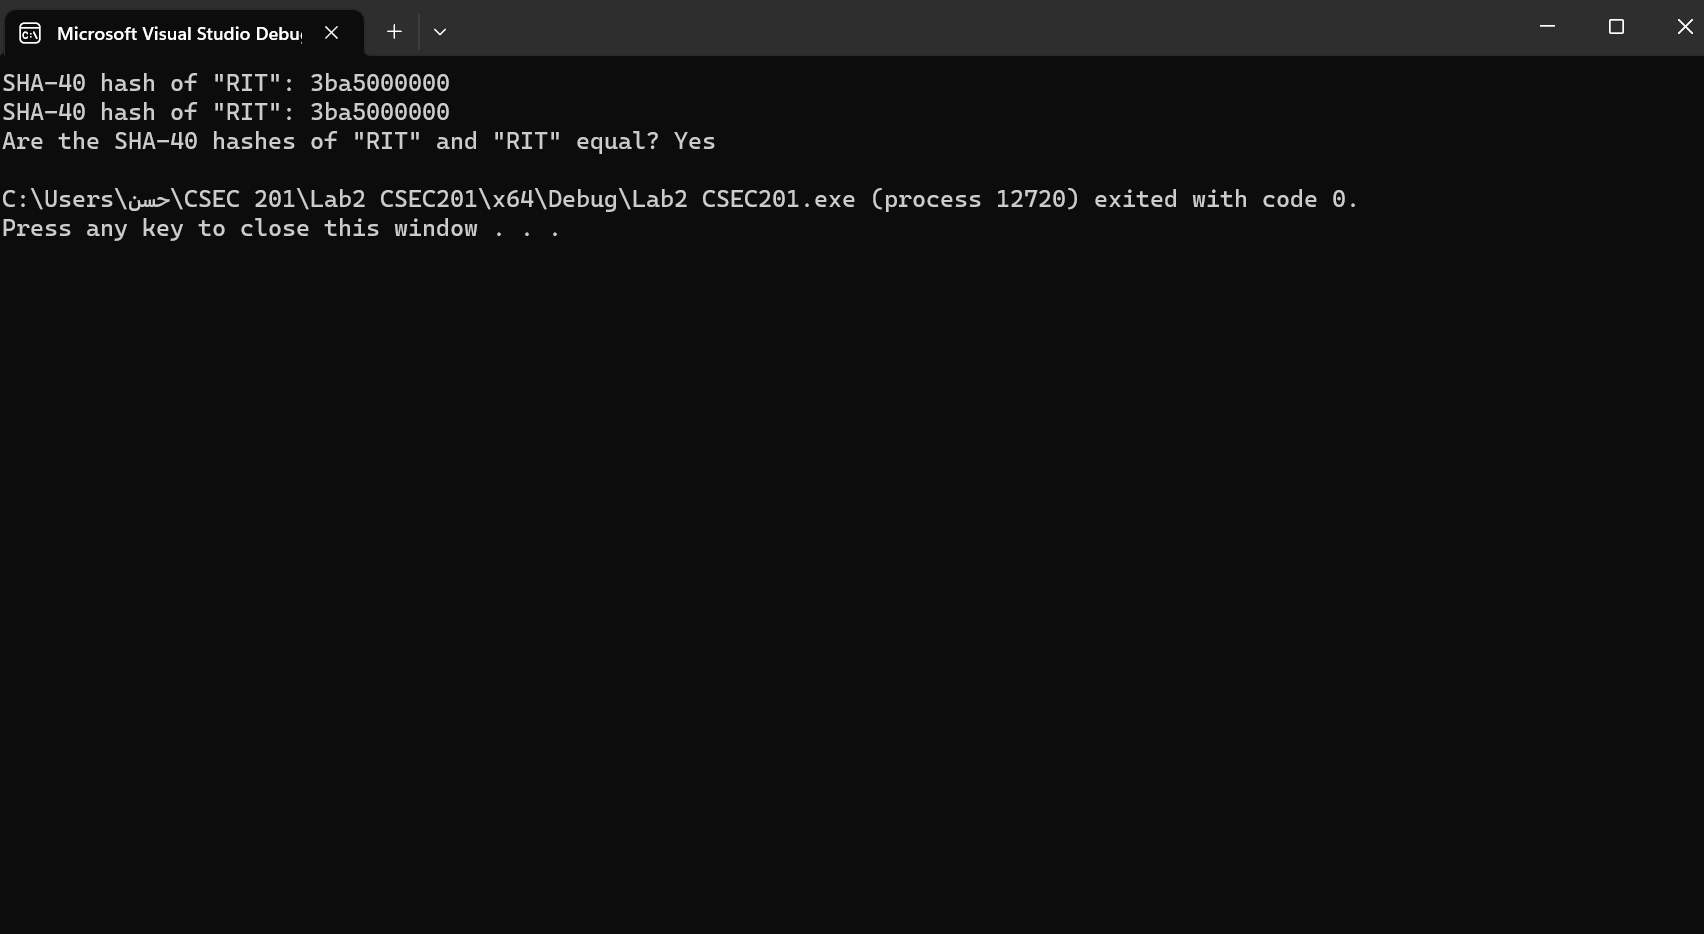 Microsoft Visual Studio Debu
SHA-40 hash of "RIT": 3ba5000000
SHA-40 hash of "RIT": 3ba5000000
Are the SHA-40 hashes of "RIT" and "RIT" equal? Yes
C:\Users\حسن\CSEC 201\Lab2 CSEC201\x64\Debug\Lab2 CSEC201.exe (process 12720) exited with code 0.
Press any key to close this window . . .